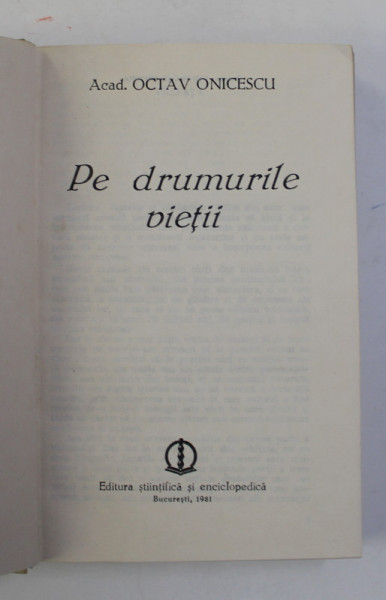 Acad. OCTAV ONICESCU
Pe drumurile
vieții
Editura științifică și enciclopedică
București, 1981